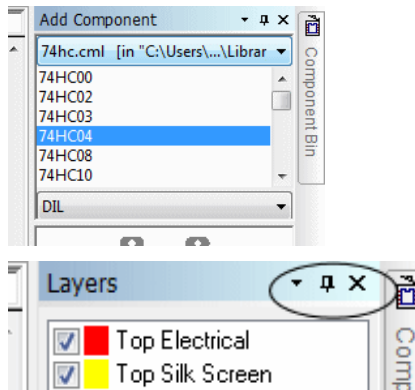 Add Component
74hc.cml [in "C:\Users\...\Librar
74HC00
74HC02
74HC03
74HC04
74HC08
74HC10
DIL
Component Bin
Layers
Top Electrical
Top Silk Screen
Comp